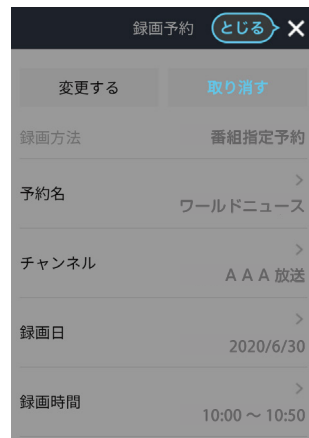 録画予約 とじる ×
変更する 取り消す
録画方法 番組指定予約
予約名 >
ワールドニュース
チャンネル >
AAA放送
録画日 >
2020/6/30
録画時間 >
10:00 ～ 10:50